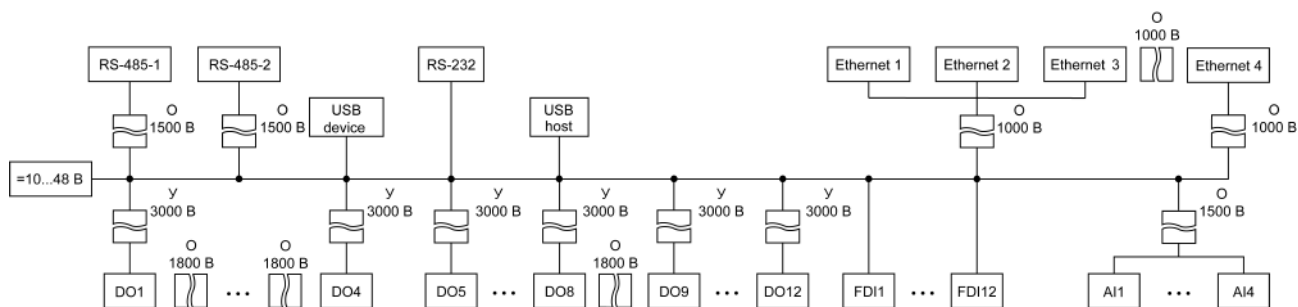 О
1000 В
RS-485-1
RS-485-2
RS-232
Ethernet 1
Ethernet 2
Ethernet 3
Ethernet 4
О
1500 В
О
1500 В
USB
device
USB
host
О
1000 В
О
1000 В
=10...48 В
У
3000 В
У
3000 В
У
3000 В
У
3000 В
У
3000 В
У
3000 В
О
1500 В
О
1800 В
О
1800 В
О
1800 В
DO1
...
DO4
DO5
...
DO8
DO9
...
DO12
FDI1
...
FDI12
AI1
...
AI4